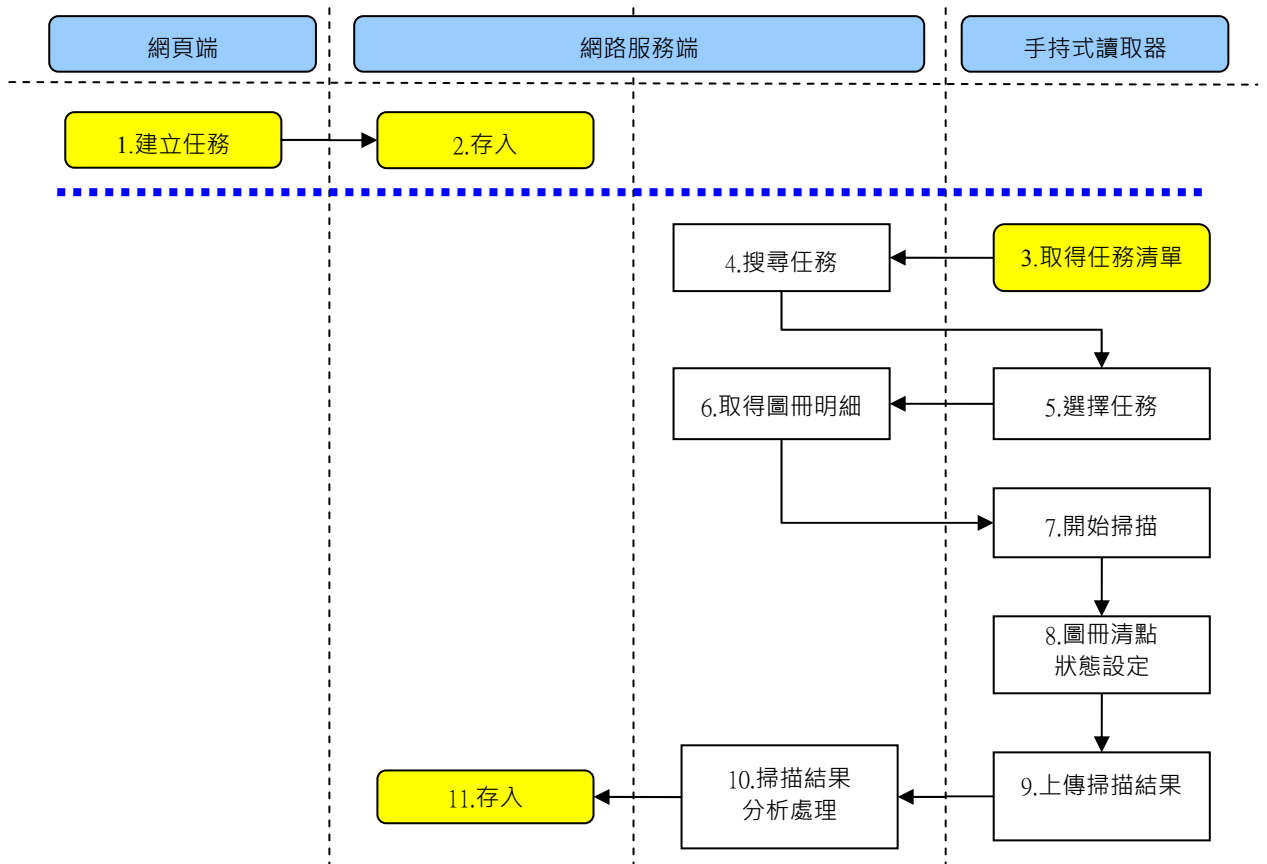 網頁端
網路服務端
手持式讀取器
1.建立任務
2.存入
4.搜尋任務
3.取得任務清單
6.取得圖冊明細
5.選擇任務
7.開始掃描
8.圖冊清點
狀態設定
11.存入
10.掃描結果
分析處理
9.上傳掃描結果